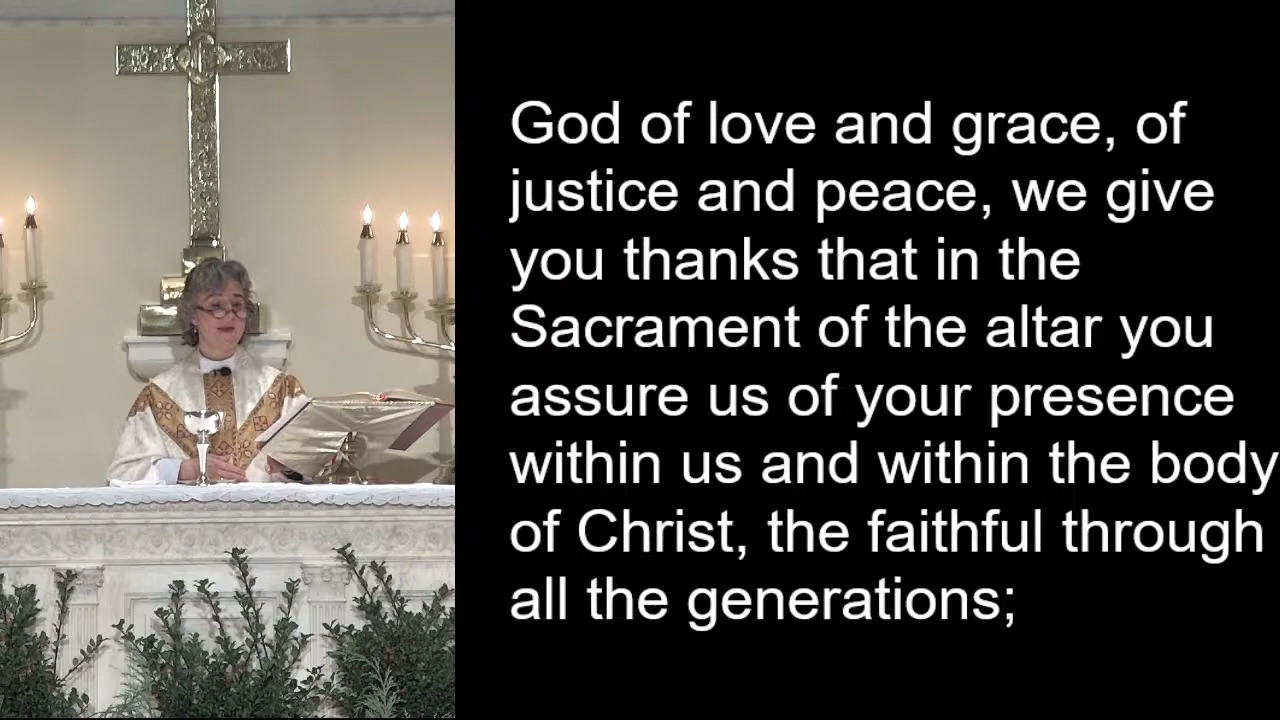 God of love and grace, of
justice and peace, we give
you thanks that in the
Sacrament of the altar you
assure us of your presence
within us and within the body
of Christ, the faithful through
all the generations;